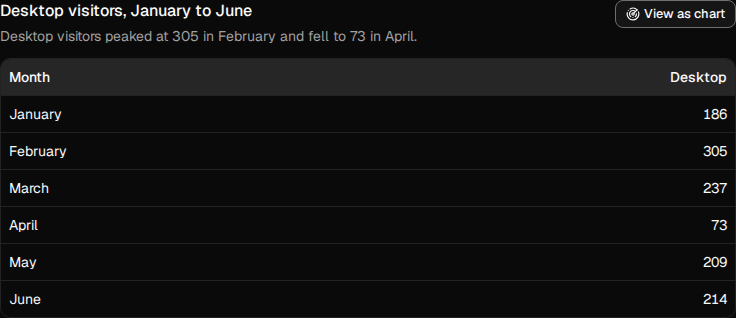 Desktop visitors, January to June
View as chart
Desktop visitors peaked at 305 in February and fell to 73 in April.
Month Desktop
January 186
February 305
March 237
April 73
May 209
June 214